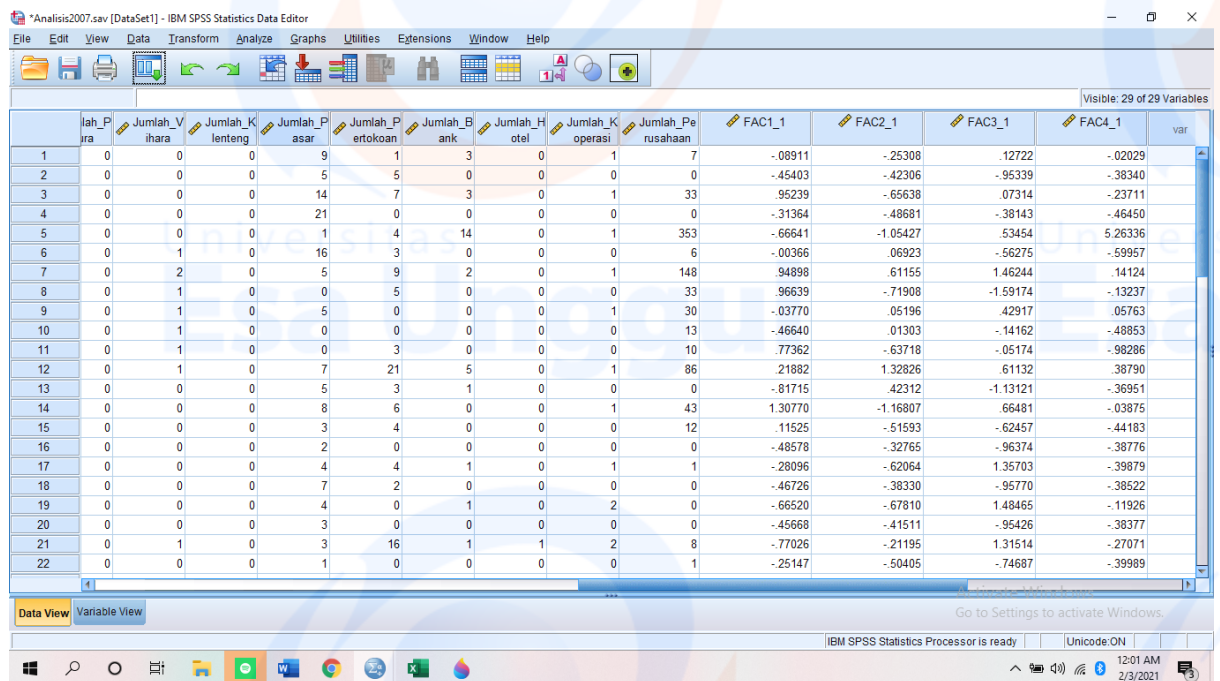 *Analisis2007.sav [DataSet1] - IBM SPSS Statistics Data Editor
File Edit View Data Transform Analyze Graphs Utilities Extensions Window Help
Visible: 29 of 29 Variables
lah_P ura Jumlah_V ihara Jumlah_K lenteng Jumlah_P asar Jumlah_P ertokoan Jumlah_B ank Jumlah_H otel Jumlah_K operasi Jumlah_Pe rusahaan FAC1_1 FAC2_1 FAC3_1 FAC4_1 var
1 0 0 0 9 1 3 0 1 7 -.08911 -.25308 .12722 -.02029
2 0 0 0 5 5 0 0 0 0 -.45403 -.42306 -.95339 -.38340
3 0 0 0 14 7 3 0 1 33 .95239 -.65638 .07314 -.23711
4 0 0 0 21 0 0 0 0 0 -.31364 -.48681 -.38143 -.46450
5 0 0 0 1 4 14 0 1 353 -.66641 -1.05427 .53454 5.26336
6 0 1 0 16 3 0 0 0 6 -.00366 .06923 -.56275 -.59957
7 0 2 0 5 9 2 0 1 148 .94898 .61155 1.46244 .14124
8 0 1 0 0 5 0 0 0 33 .96639 -.71908 -1.59174 -.13237
9 0 1 0 5 0 0 0 1 30 -.03770 .05196 .42917 .05763
10 0 1 0 0 0 0 0 0 13 -.46640 .01303 -.14162 -.48853
11 0 1 0 0 3 0 0 0 10 .77362 -.63718 -.05174 -.98286
12 0 1 0 7 21 5 0 1 86 .21882 1.32826 .61132 .38790
13 0 0 0 5 3 1 0 0 0 -.81715 .42312 -1.13121 -.36951
14 0 0 0 8 6 0 0 1 43 1.30770 -1.16807 .66481 -.03875
15 0 0 0 3 4 0 0 0 12 .11525 -.51593 -.62457 -.44183
16 0 0 0 2 0 0 0 0 0 -.48578 -.32765 -.96374 -.38776
17 0 0 0 4 4 1 0 1 1 -.28096 -.62064 1.35703 -.39879
18 0 0 0 7 2 0 0 0 0 -.46726 -.38330 -.95770 -.38522
19 0 0 0 4 0 1 0 2 0 -.66520 -.67810 1.48465 -.11926
20 0 0 0 3 0 0 0 0 0 -.45668 -.41511 -.95426 -.38377
21 0 1 0 3 16 1 1 2 8 -.77026 -.21195 1.31514 -.27071
22 0 0 0 1 0 0 0 0 1 -.25147 -.50405 -.74687 -.39989
Universitas
Esa Unggu
Data View Variable View
Activate Windows
Go to Settings to activate Windows.
IBM SPSS Statistics Processor is ready Unicode:ON
12:01 AM
2/3/2021